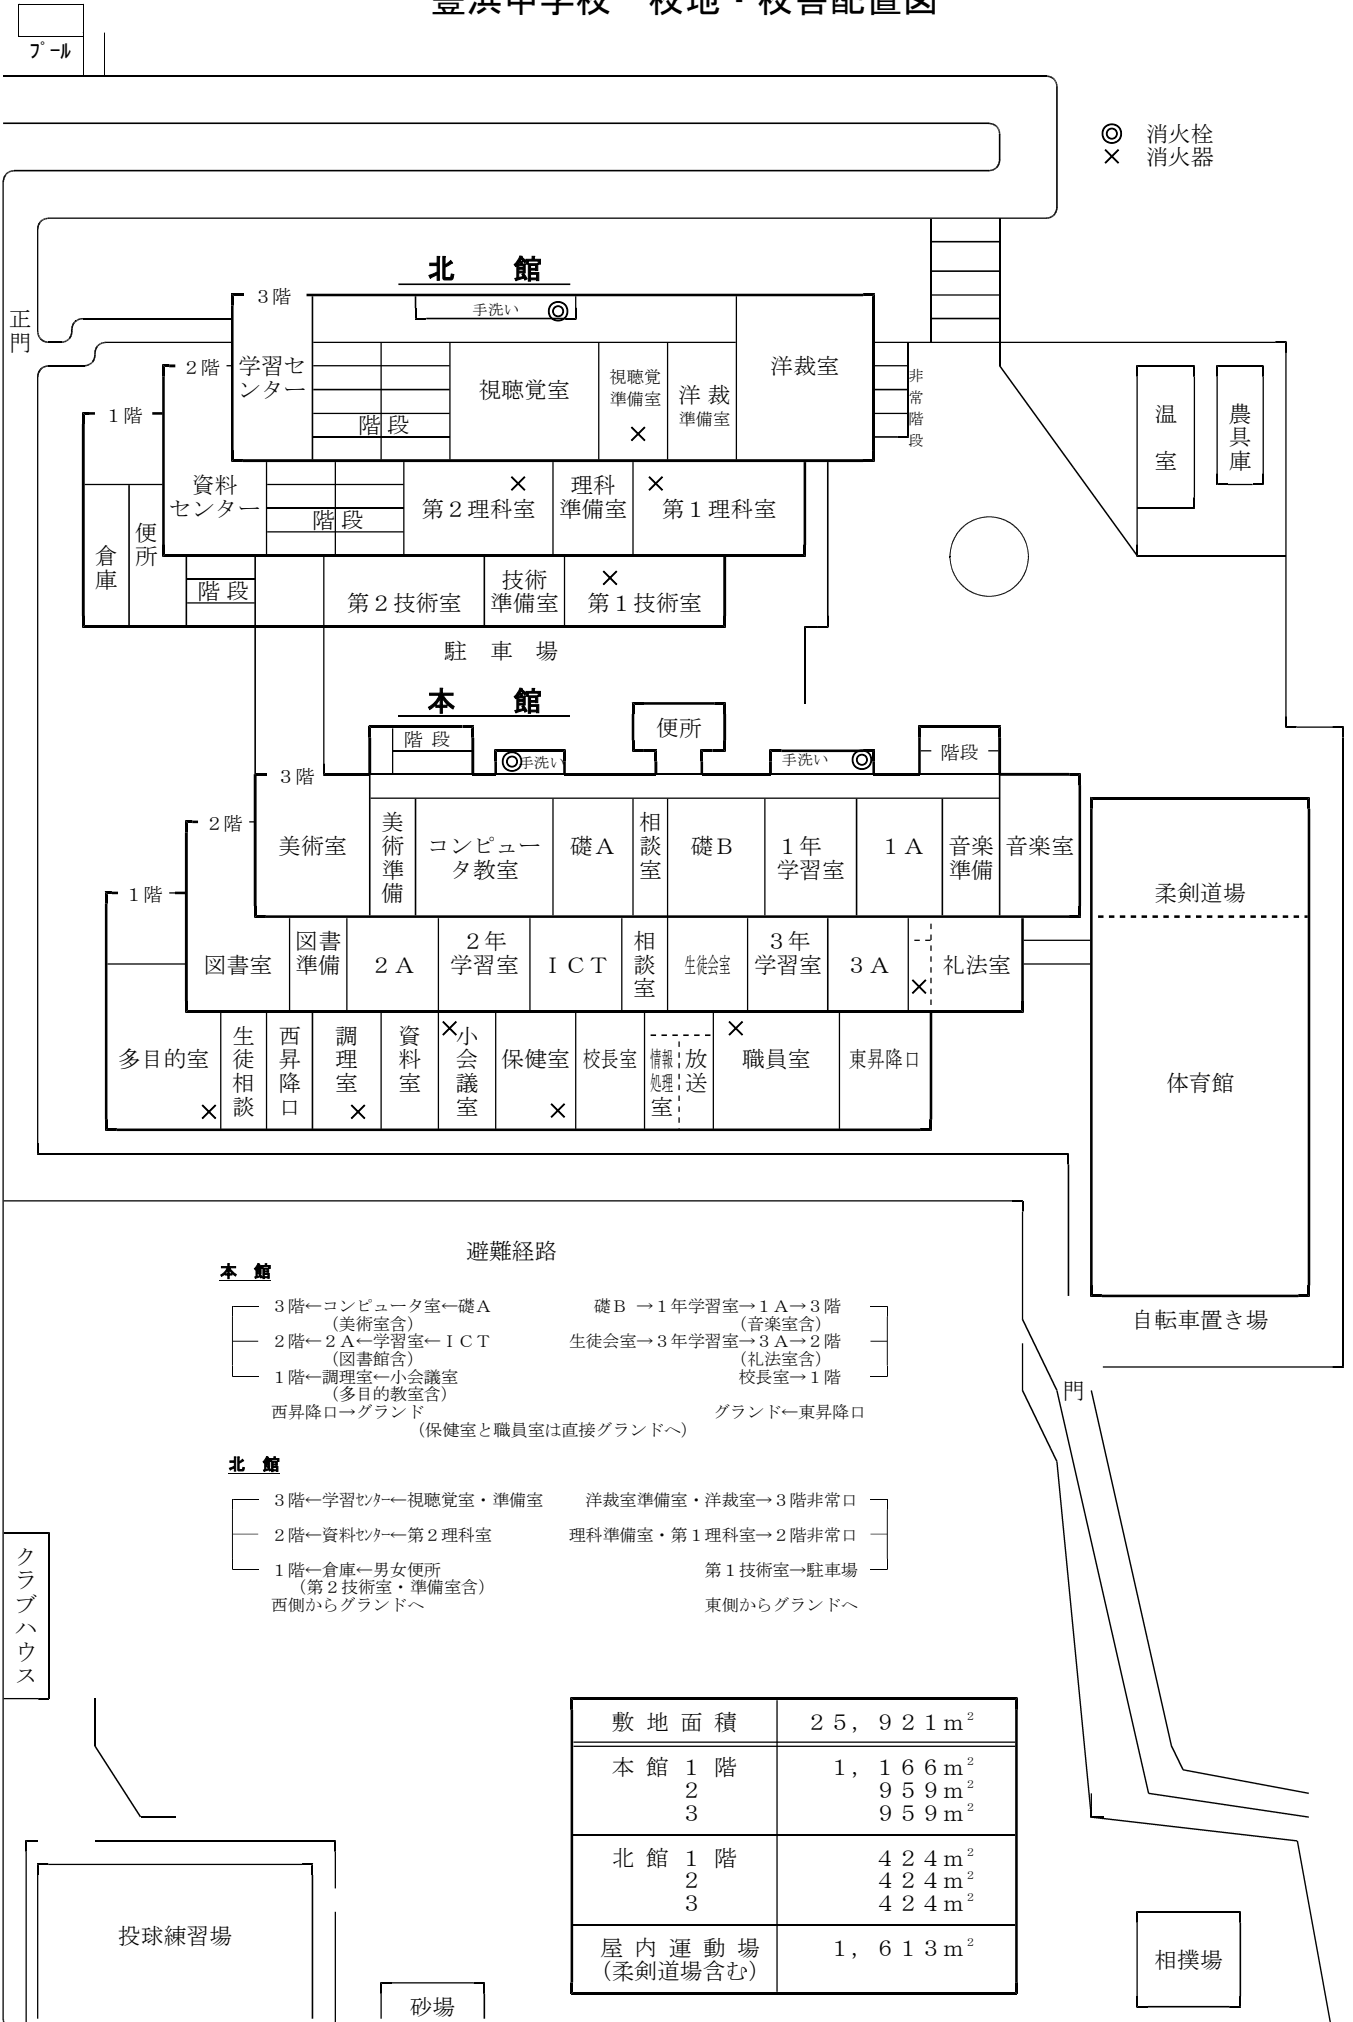 豊浜中学校　校地・校舎配置図
プール
◎　消火栓
×　消火器
正門
北　館
３階
手洗い
学習センター
階段
視聴覚室
視聴覚準備室
洋裁準備室
洋裁室
非常階段
温室
農具庫
２階
資料センター
階段
第２理科室
理科準備室
第１理科室
１階
倉庫
便所
階段
第２技術室
技術準備室
第１技術室
駐車場
本　館
階段
手洗い
便所
手洗い
階段
３階
美術室
美術準備
コンピュータ教室
礎Ａ
相談室
礎Ｂ
１年学習室
１Ａ
音楽準備
音楽室
２階
図書室
図書準備
２Ａ
２年学習室
ＩＣＴ
相談室
生徒会室
３年学習室
３Ａ
礼法室
１階
多目的室
生徒相談
西昇降口
調理室
資料室
小会議室
保健室
校長室
情報処理室
放送
職員室
東昇降口
柔剣道場
体育館
自転車置き場
門
避難経路
本　館
３階←コンピュータ室←礎Ａ
(美術室含)
２階←２Ａ←学習室←ＩＣＴ
(図書館含)
１階←調理室←小会議室
(多目的教室含)
西昇降口→グランド
礎Ｂ →１年学習室→１Ａ→３階
(音楽室含)
生徒会室→３年学習室→３Ａ→２階
(礼法室含)
校長室→１階
グランド←東昇降口
(保健室と職員室は直接グランドへ)
北　館
３階←学習センター←視聴覚室・準備室
２階←資料センター←第２理科室
１階←倉庫←男女便所
(第２技術室・準備室含)
西側からグランドへ
洋裁室準備室・洋裁室→３階非常口
理科準備室・第１理科室→２階非常口
第１技術室→駐車場
東側からグランドへ
クラブハウス
敷地面積　２５，９２１ｍ²
本館１階　１，１６６ｍ²
２　９５９ｍ²
３　９５９ｍ²
北館１階　４２４ｍ²
２　４２４ｍ²
３　４２４ｍ²
屋内運動場　１，６１３ｍ²
(柔剣道場含む)
投球練習場
砂場
相撲場